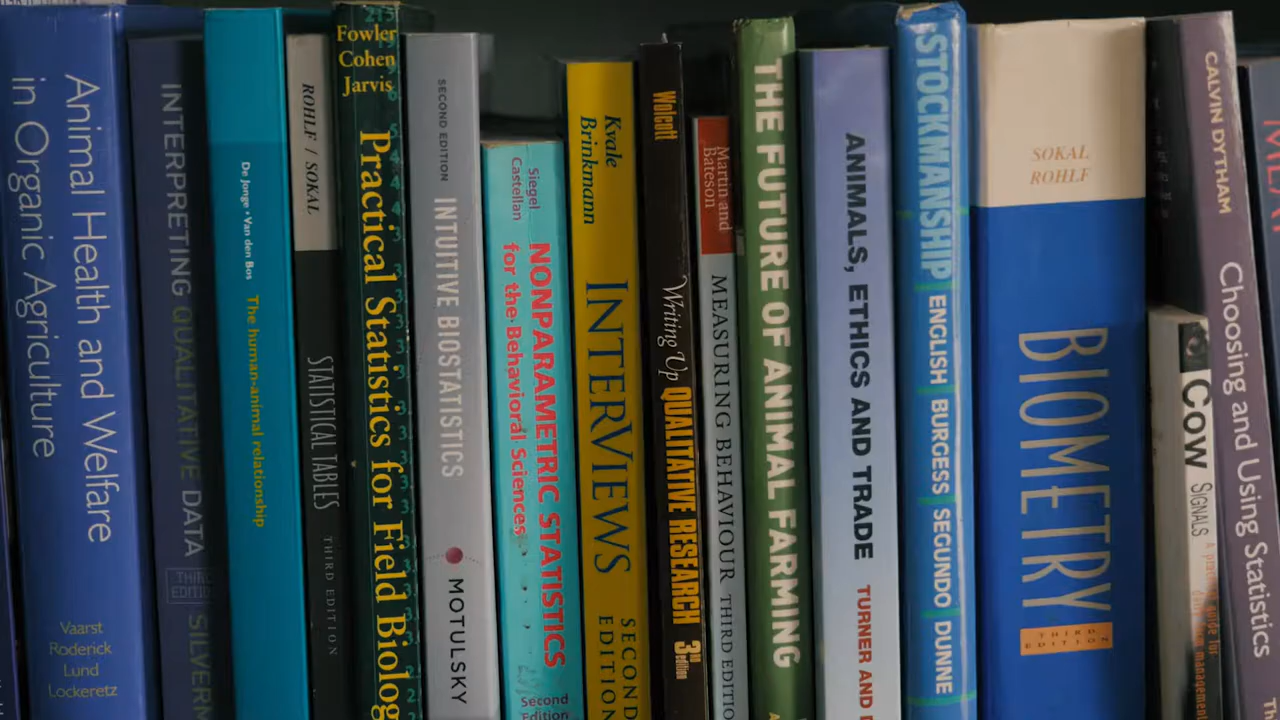 Animal Health and Welfare
in Organic Agriculture
Vaarst
Roderick
Lund
Lockeretz
INTERPRETING QUALITATIVE DATA
THIRD
EDITION
SILVERM
De Jonge • Van den Bos
The human-animal relationship
ROHLF / SOKAL
STATISTICAL TABLES
THIRD EDITION
Fowler
Cohen
Jarvis
Practical Statistics for Field Biolog
SECOND EDITION
INTUITIVE BIOSTATISTICS
MOTULSKY
Siegel
Castellan
NONPARAMETRIC STATISTICS
for the Behavioral Sciences
Second
Edition
Kvale
Brinkmann
INTERVIEWS
SECOND
EDITION
Wolcott
Writing Up QUALITATIVE RESEARCH
3RD
edition
Martin and
Bateson
MEASURING BEHAVIOUR
THIRD EDITIO
THE FUTURE OF ANIMAL FARMING
ANIMALS, ETHICS AND TRADE
TURNER AND
STOCKMANSHIP
ENGLISH BURGESS SEGUNDO DUNNE
SOKAL
ROHLF
BIOMETRY
THIRD
EDITION
COW SIGNALS
A practical guide for
management
CALVIN DYTHAM
Choosing and Using Statistics